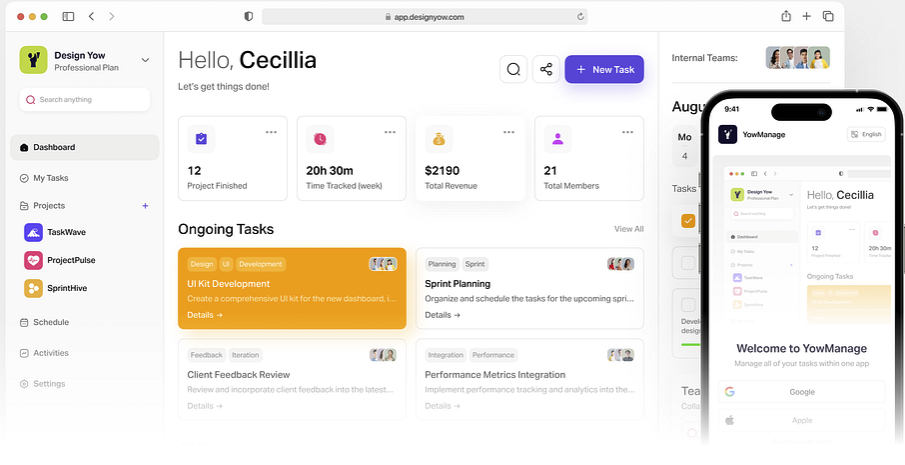 app.designyow.com
Design Yow
Professional Plan
Search anything
Dashboard
My Tasks
Projects
TaskWave
ProjectPulse
SprintHive
Schedule
Activities
Settings
Hello, Cecillia
Let's get things done!
+ New Task
12
Project Finished
20h 30m
Time Tracked (week)
$2190
Total Revenue
21
Total Members
Ongoing Tasks
View All
Design UI Development
UI Kit Development
Create a comprehensive UI kit for the new dashboard, i...
Details →
Planning Sprint
Sprint Planning
Organize and schedule the tasks for the upcoming spri...
Details →
Feedback Iteration
Client Feedback Review
Review and incorporate client feedback into the latest...
Details →
Integration Performance
Performance Metrics Integration
Implement performance tracking and analytics into the...
Details →
Internal Teams:
Augu
Mo
4
Tasks
Develo
design
Tea
Colla
9:41
YowManage
English
Design Yow
Professional Plan
Search anything
Dashboard
My Tasks
Projects
TaskWave
ProjectPulse
SprintHive
Hello, Cecillia
Let's get things done!
12
Project Finished
20h 30m
Time Tracke
Ongoing Tasks
Welcome to YowManage
Manage all of your tasks within one app
Google
Apple